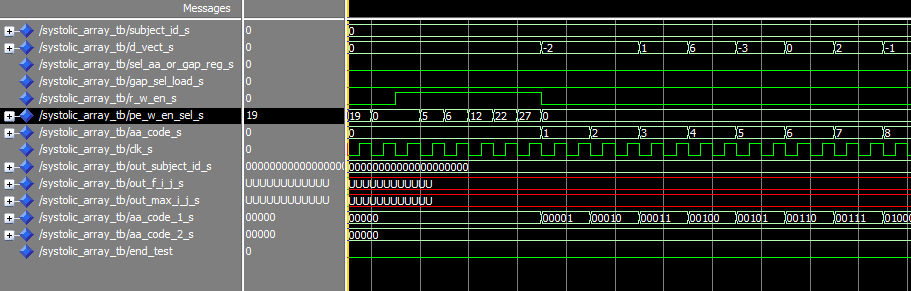 Messages
/systolic_array_tb/subject_id_s 0 0
/systolic_array_tb/d_vect_s 0 0 -2 1 6 -3 0 2 -1
/systolic_array_tb/sel_aa_or_gap_reg_s 0
/systolic_array_tb/gap_sel_load_s 0
/systolic_array_tb/r_w_en_s 0
/systolic_array_tb/pe_w_en_sel_s 19 19 0 5 6 12 22 27 0
/systolic_array_tb/aa_code_s 0 0 1 2 3 4 5 6 7 8
/systolic_array_tb/clk_s 0
/systolic_array_tb/out_subject_id_s
/systolic_array_tb/out_f_i_j_s UUUUUUUUUUUU UUUUUUUUUUUU
/systolic_array_tb/out_max_i_j_s UUUUUUUUUUUU UUUUUUUUUUUU
/systolic_array_tb/aa_code_1_s 00000 00000 00001 00010 00011 00100 00101 00110 00111 01000
/systolic_array_tb/aa_code_2_s 00000 00000
/systolic_array_tb/end_test 0